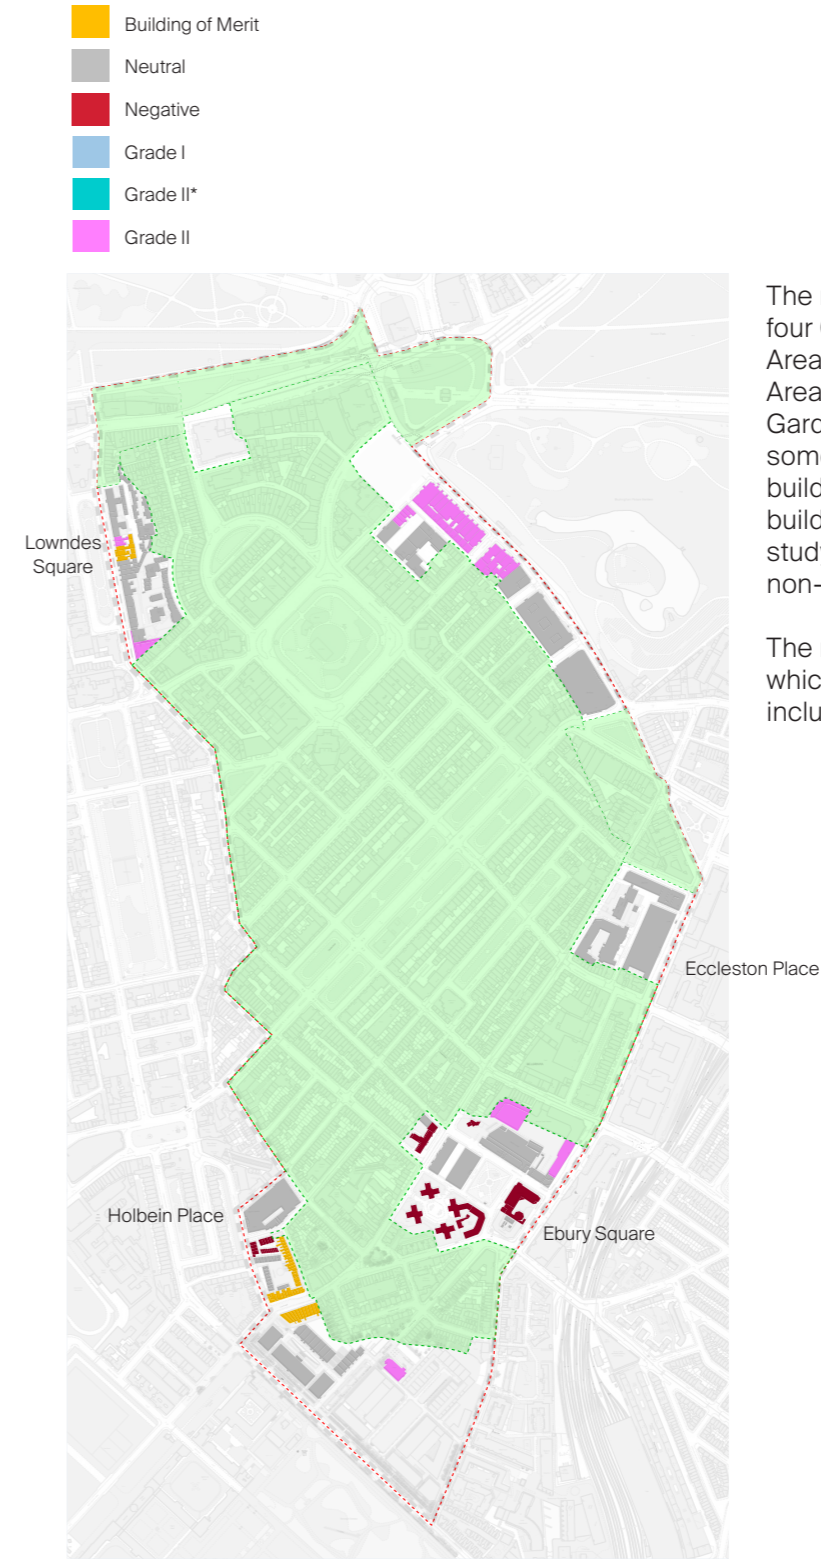 Building of Merit
Neutral
Negative
Grade I
Grade II*
Grade II
The
four
Area
Area
Gard
som
build
build
stud
non-
The
whic
inclu
Lowndes
Square
Eccleston Place
Holbein Place
Ebury Square